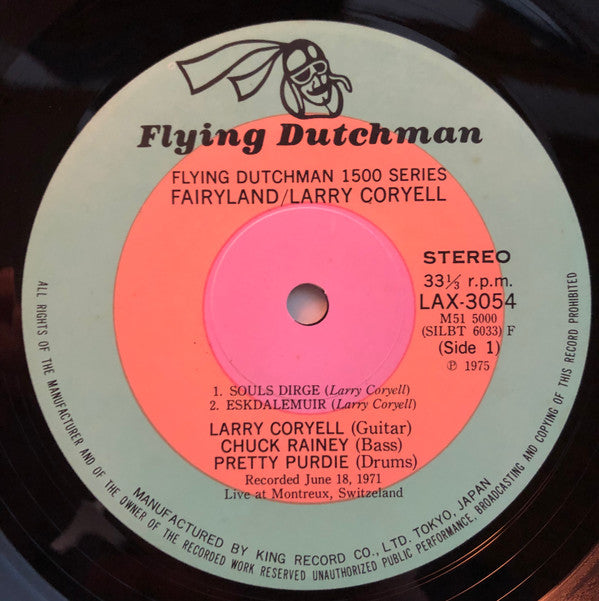 Flying Dutchman
FLYING DUTCHMAN 1500 SERIES
FAIRYLAND/LARRY CORYELL
STEREO
33⅓ r.p.m.
LAX-3054
M51 5000
(SILBT 6033) F
(Side 1)
℗ 1975
1. SOULS DIRGE (Larry Coryell)
2. ESKDALEMUIR (Larry Coryell)
LARRY CORYELL (Guitar)
CHUCK RAINEY (Bass)
PRETTY PURDIE (Drums)
Recorded June 18, 1971
Live at Montreux, Switzeland
MANUFACTURED BY KING RECORD CO., LTD. TOKYO, JAPAN
ALL RIGHTS OF THE MANUFACTURER AND OF THE OWNER OF THE RECORDED WORK RESERVED UNAUTHORIZED PUBLIC PERFORMANCE, BROADCASTING AND COPYING OF THIS RECORD PROHIBITED